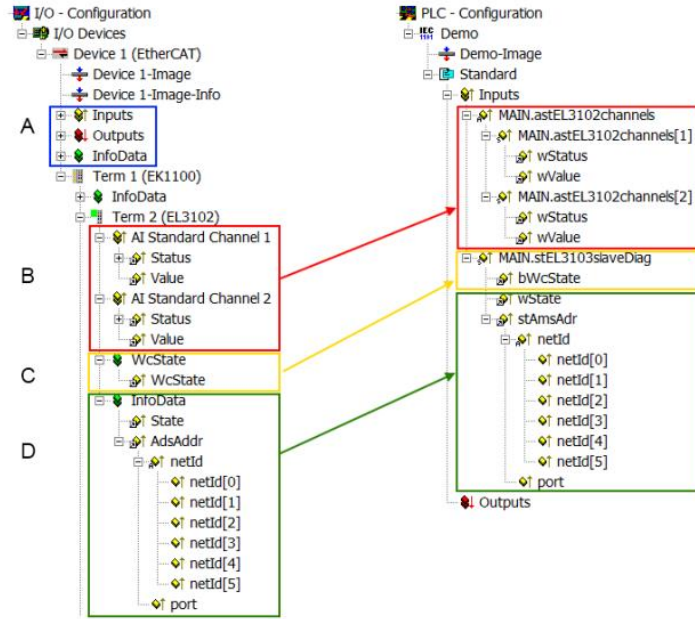 I/O - Configuration
I/O Devices
Device 1 (EtherCAT)
Device 1-Image
Device 1-Image-Info
A
Inputs
Outputs
InfoData
Term 1 (EK1100)
InfoData
Term 2 (EL3102)
B
AI Standard Channel 1
Status
Value
AI Standard Channel 2
Status
Value
C
WcState
WcState
D
InfoData
State
AdsAddr
netId
netId[0]
netId[1]
netId[2]
netId[3]
netId[4]
netId[5]
port
PLC - Configuration
IEC 1131
Demo
Demo-Image
Standard
Inputs
MAIN.astEL3102channels
MAIN.astEL3102channels[1]
wStatus
wValue
MAIN.astEL3102channels[2]
wStatus
wValue
MAIN.stEL3103slaveDiag
bWcState
wState
stAmsAdr
netId
netId[0]
netId[1]
netId[2]
netId[3]
netId[4]
netId[5]
port
Outputs